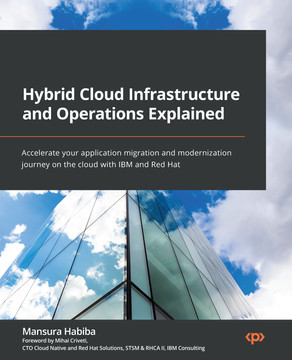 Hybrid Cloud Infrastructure
and Operations Explained
Accelerate your application migration and modernization
journey on the cloud with IBM and Red Hat
Mansura Habiba
Foreword by Mihai Criveti,
CTO Cloud Native and Red Hat Solutions, STSM & RHCA II, IBM Consulting
<p>